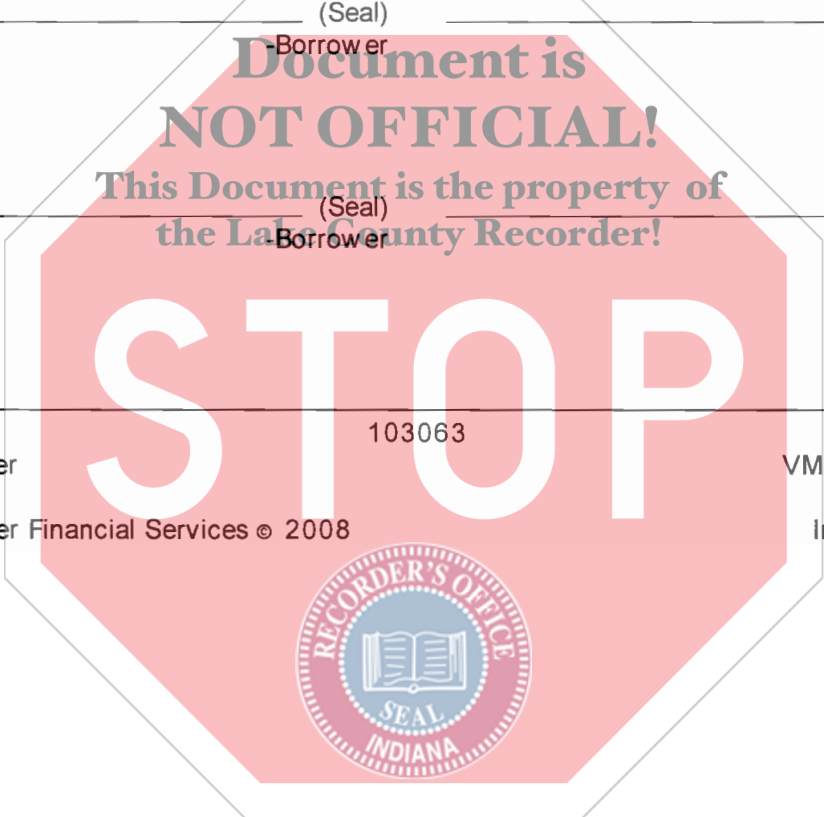 (Seal)
-Borrower
Document is
NOT OFFICIAL!
This Document is the property of
(Seal)
the Lake County Recorder!
-Borrower
STOP
103063
er
VM
er Financial Services © 2008
RECORDER'S OFFICE
SEAL
INDIANA